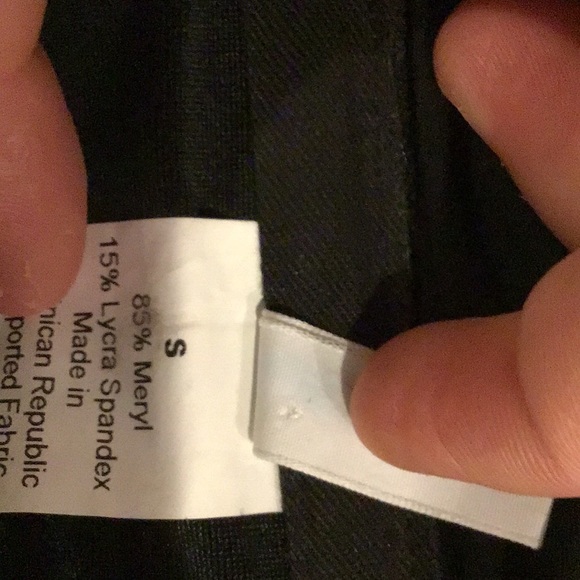 S
85% Meryl
15% Lycra Spandex
Made in
nican Republic
ported Fabric